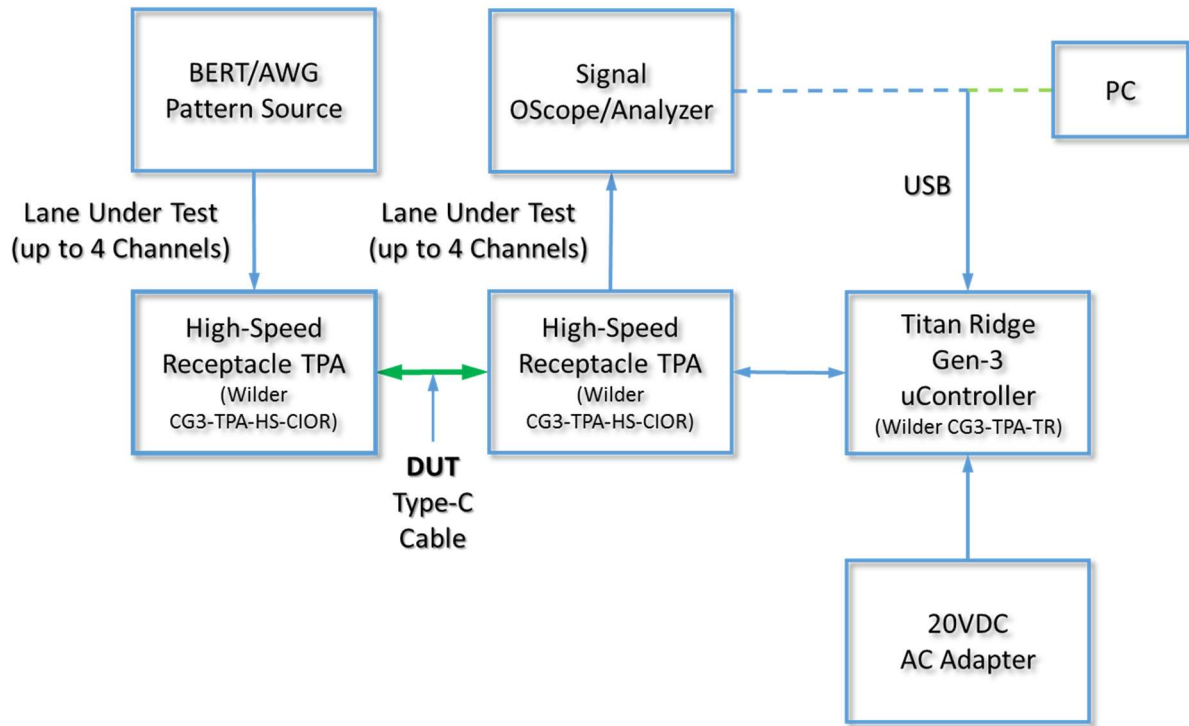 BERT/AWG
Pattern Source
Signal
OScope/Analyzer
PC
USB
Lane Under Test
(up to 4 Channels)
Lane Under Test
(up to 4 Channels)
High-Speed
Receptacle TPA
(Wilder
CG3-TPA-HS-CIOR)
High-Speed
Receptacle TPA
(Wilder
CG3-TPA-HS-CIOR)
Titan Ridge
Gen-3
uController
(Wilder CG3-TPA-TR)
DUT
Type-C
Cable
20VDC
AC Adapter